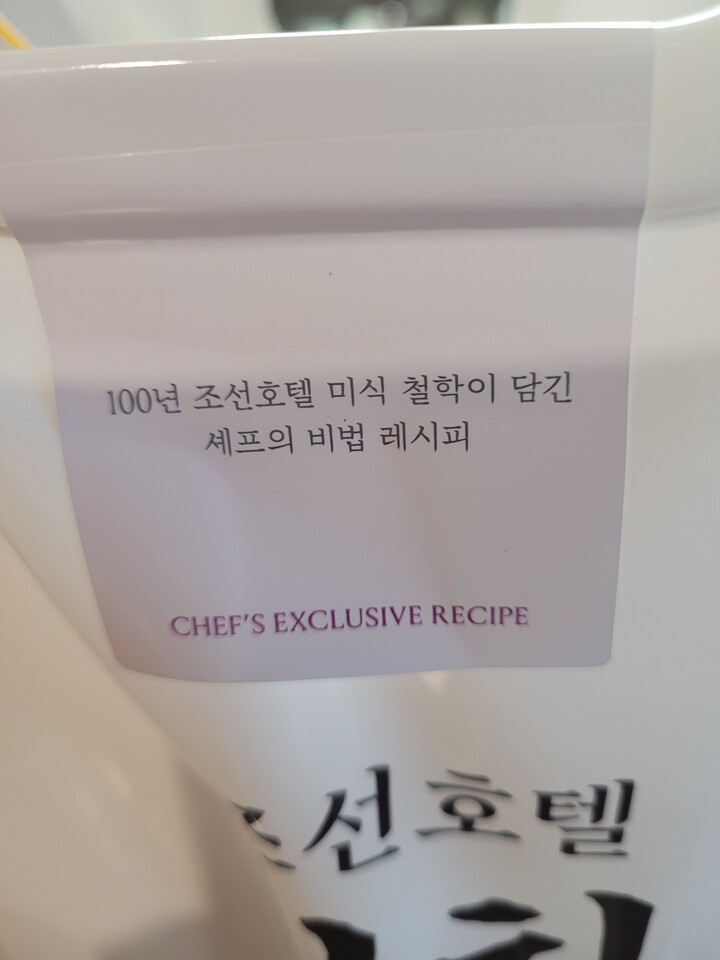 100년 조선호텔 미식 철학이 담긴
셰프의 비법 레시피
CHEF'S EXCLUSIVE RECIPE
조선호텔